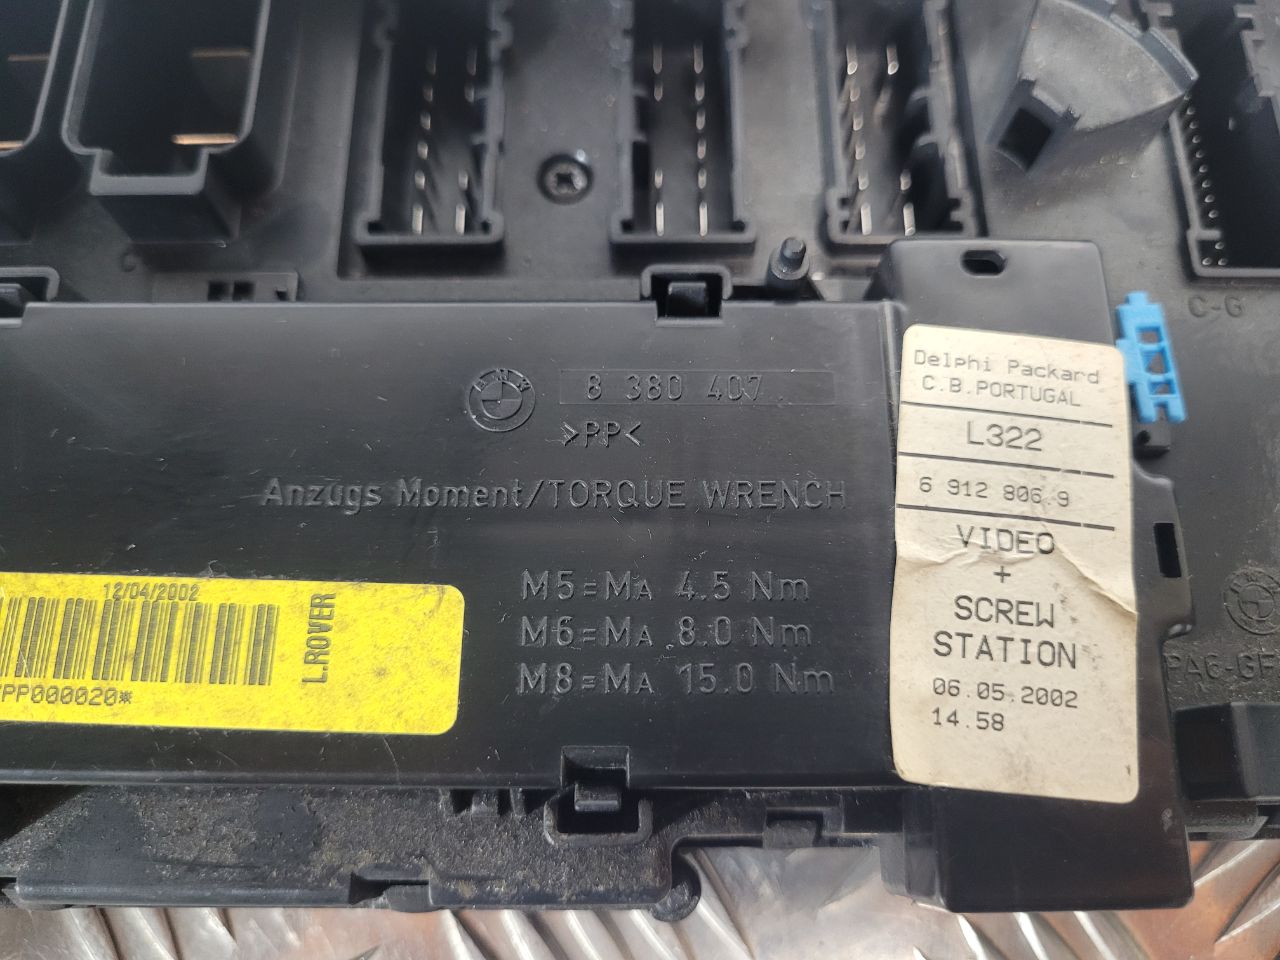 C-G
BMW
8 380 407
>PP<
Anzugs Moment/TORQUE WRENCH
M5=MA 4.5 Nm
M6=MA 8.0 Nm
M8=MA 15.0 Nm
Delphi Packard
C.B.PORTUGAL
L322
6 912 806.9
VIDEO
+
SCREW
STATION
06.05.2002
14.58
12/04/2002
L.ROVER
PP000020*
PA6-GF